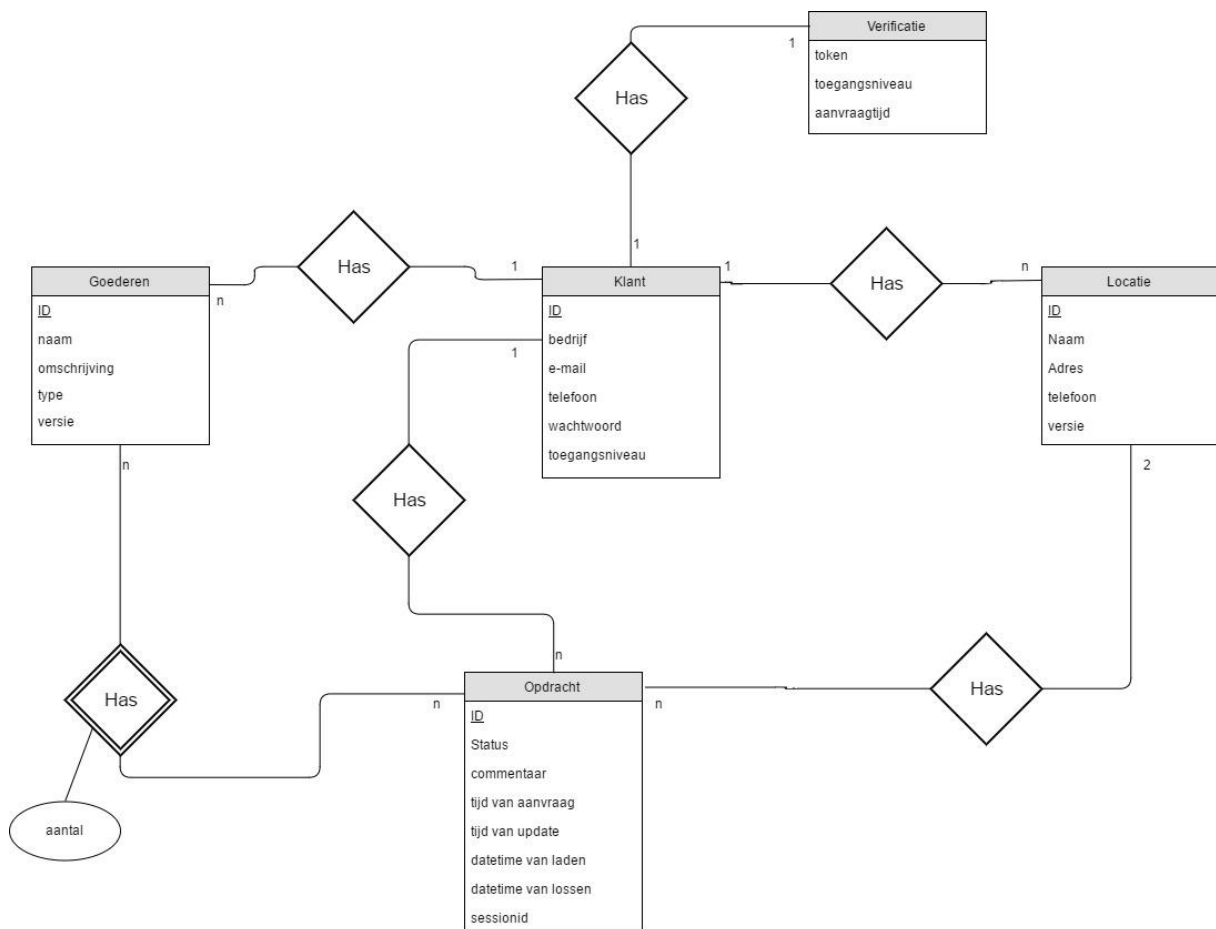 Verificatie
1
token
toegangsniveau
aanvraagtijd
Has
1
Has
Has
Goederen
n
ID
naam
omschrijving
type
versie
n
1
Klant
1
ID
bedrijf
e-mail
telefoon
wachtwoord
toegangsniveau
1
n
Locatie
ID
Naam
Adres
telefoon
versie
2
Has
Has
aantal
Has
n
n
Opdracht
n
ID
Status
commentaar
tijd van aanvraag
tijd van update
datetime van laden
datetime van lossen
sessionid